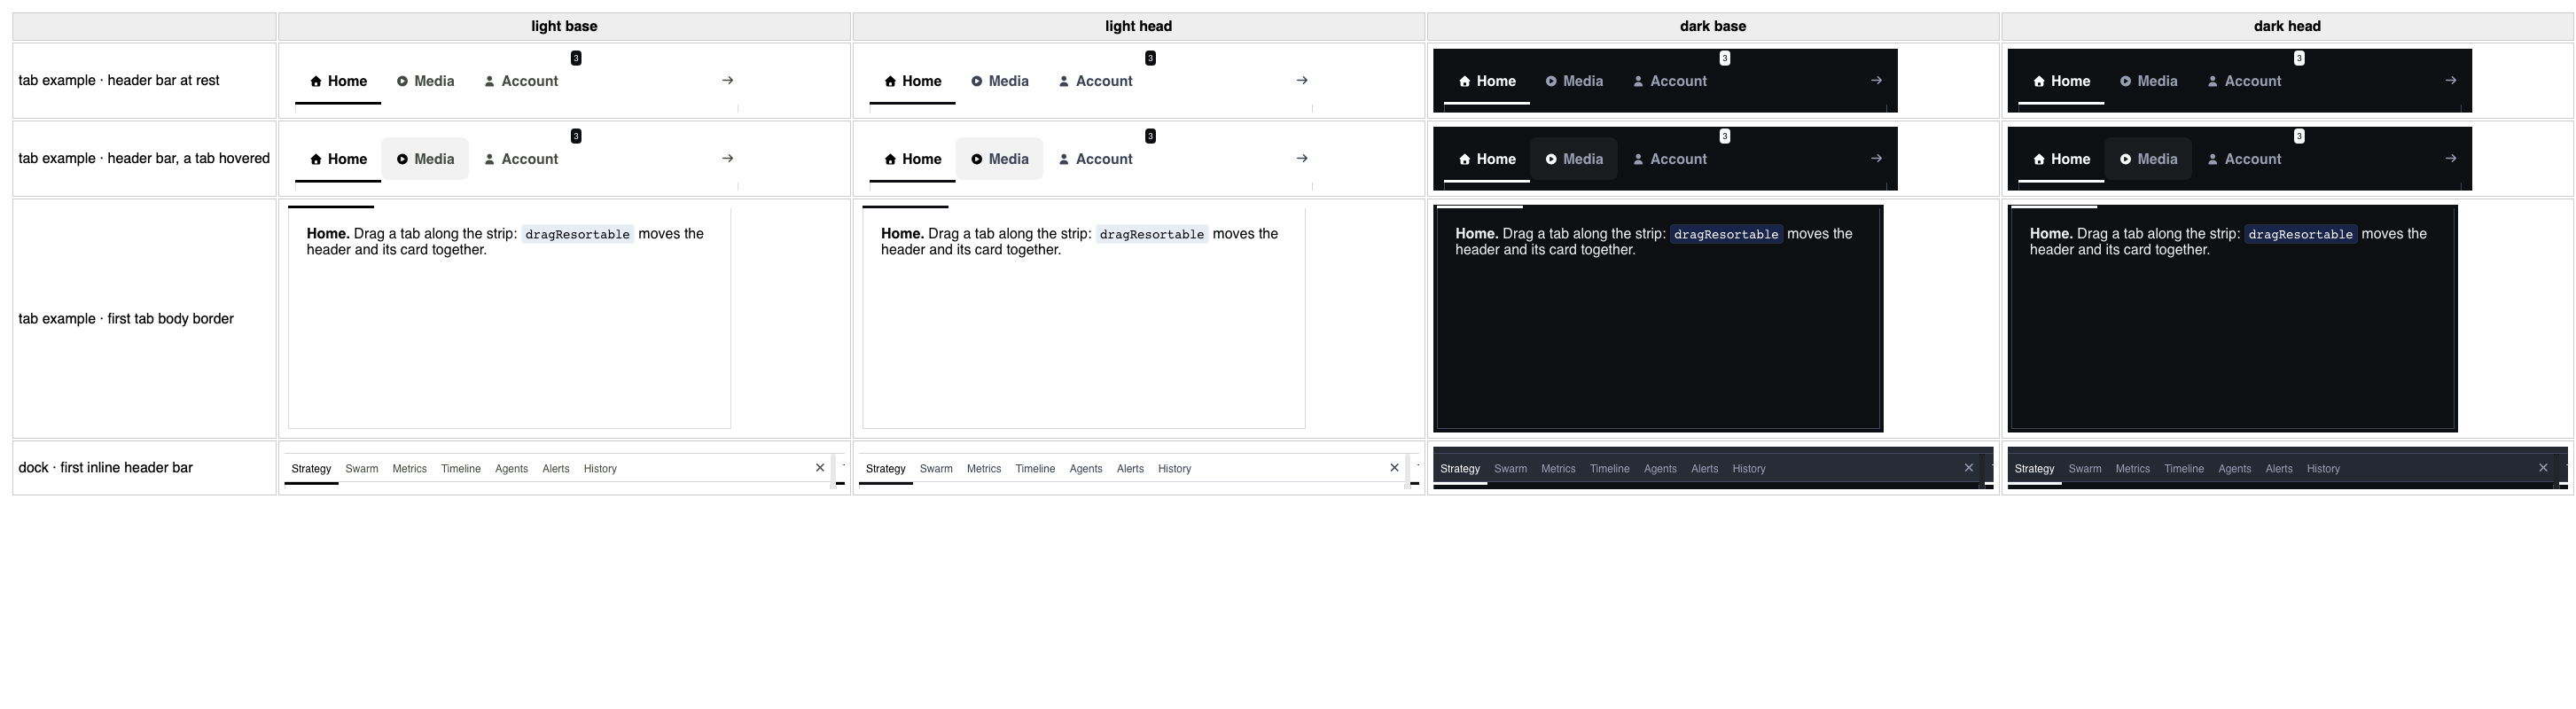 light base light head dark base dark head
tab example · header bar at rest
3
Home Media Account →
3
Home Media Account →
3
Home Media Account →
3
Home Media Account →
tab example · header bar, a tab hovered
3
Home Media Account →
3
Home Media Account →
3
Home Media Account →
3
Home Media Account →
tab example · first tab body border
Home. Drag a tab along the strip: dragResortable moves the
header and its card together.
Home. Drag a tab along the strip: dragResortable moves the
header and its card together.
Home. Drag a tab along the strip: dragResortable moves the
header and its card together.
Home. Drag a tab along the strip: dragResortable moves the
header and its card together.
dock · first inline header bar
Strategy Swarm Metrics Timeline Agents Alerts History ✕
Strategy Swarm Metrics Timeline Agents Alerts History ✕
Strategy Swarm Metrics Timeline Agents Alerts History ✕
Strategy Swarm Metrics Timeline Agents Alerts History ✕